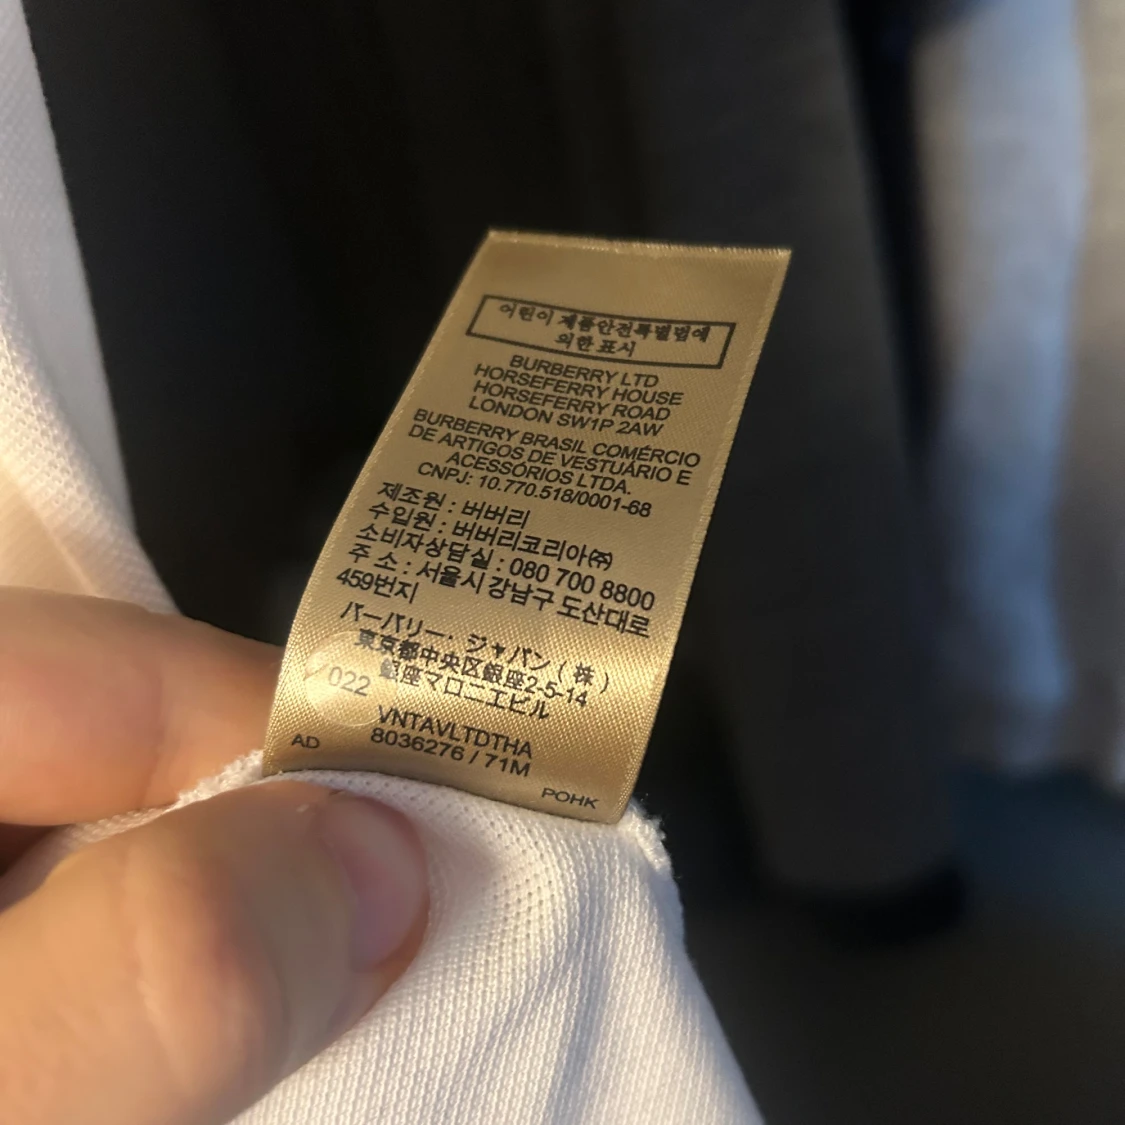 어린이 제품안전특별법에
의한 표시
BURBERRY LTD
HORSEFERRY HOUSE
HORSEFERRY ROAD
LONDON SW1P 2AW
BURBERRY BRASIL COMÉRCIO
DE ARTIGOS DE VESTUÁRIO E
ACESSÓRIOS LTDA.
CNPJ: 10.770.518/0001-68
제조원 : 버버리
수입원 : 버버리코리아㈜
소비자상담실 : 080 700 8800
주 소 : 서울시 강남구 도산대로
459번지
バーバリー・ジャパン(株)
東京都中央区銀座2-5-14
銀座マロニエビル
022
VNTAVLTDTHA
AD 8036276 / 71M
POHK